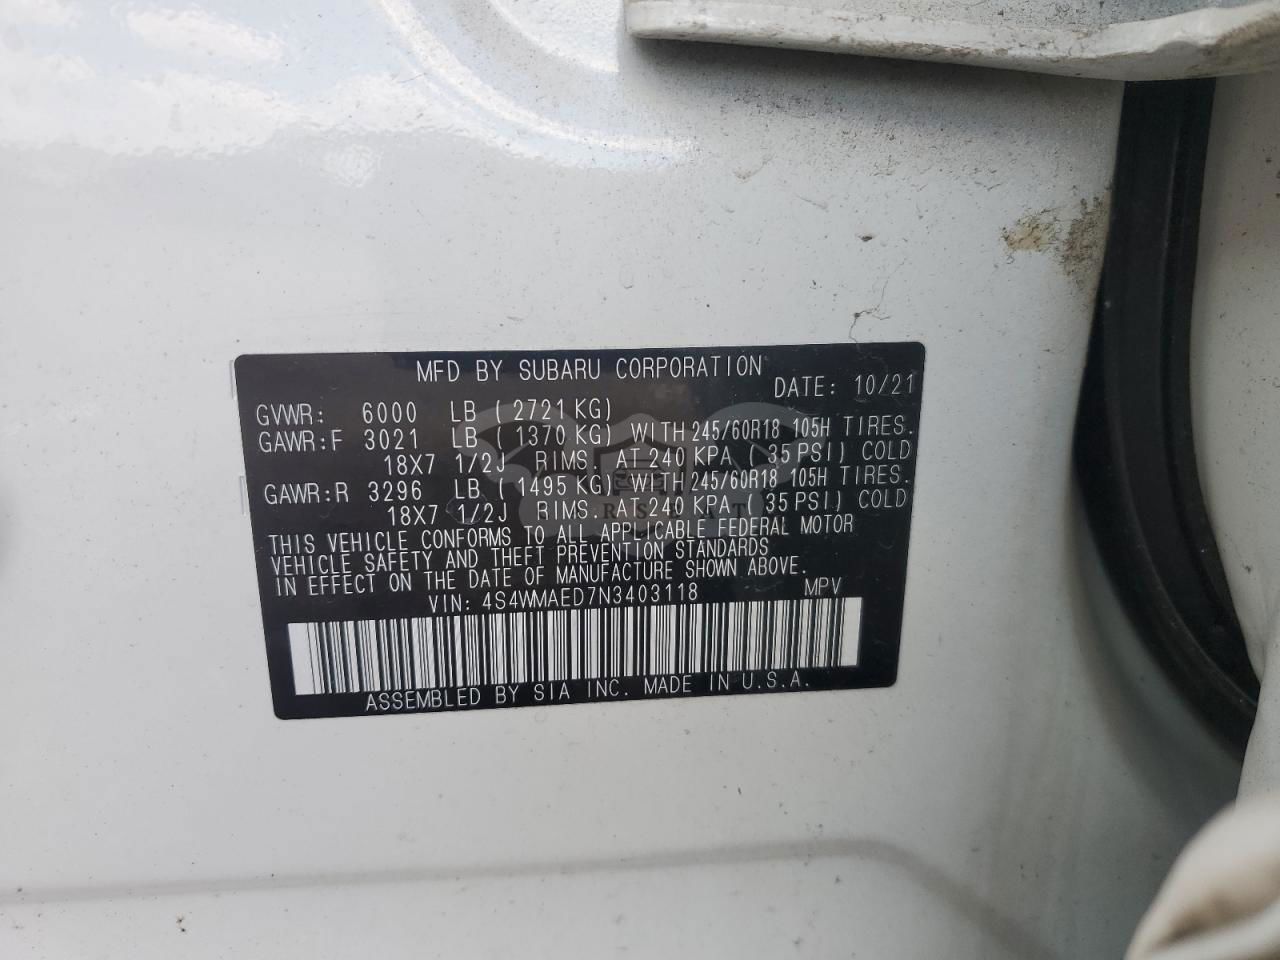 MFD BY SUBARU CORPORATION
DATE: 10/21
GVWR: 6000 LB ( 2721 KG)
GAWR:F 3021 LB ( 1370 KG) WITH 245/60R18 105H TIRES.
18X7 1/2J RIMS. AT 240 KPA ( 35 PSI) COLD
GAWR:R 3296 LB ( 1495 KG) WITH 245/60R18 105H TIRES.
18X7 1/2J RIMS. AT 240 KPA ( 35 PSI) COLD
THIS VEHICLE CONFORMS TO ALL APPLICABLE FEDERAL MOTOR
VEHICLE SAFETY AND THEFT PREVENTION STANDARDS
IN EFFECT ON THE DATE OF MANUFACTURE SHOWN ABOVE.
VIN: 4S4WMAED7N3403118 MPV
ASSEMBLED BY SIA INC. MADE IN U.S.A.